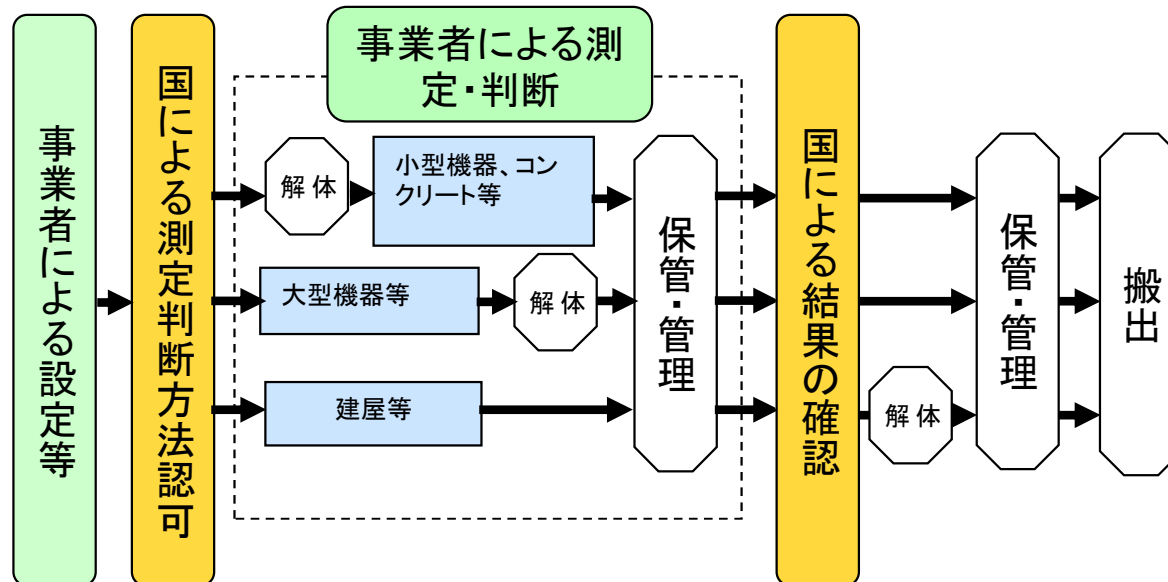 事業者による設定等
国による測定判断方法認可
事業者による測
定・判断
解体
小型機器、コン
クリート等
大型機器等
解体
建屋等
保管・管理
国による結果の確認
解体
保管・管理
搬出